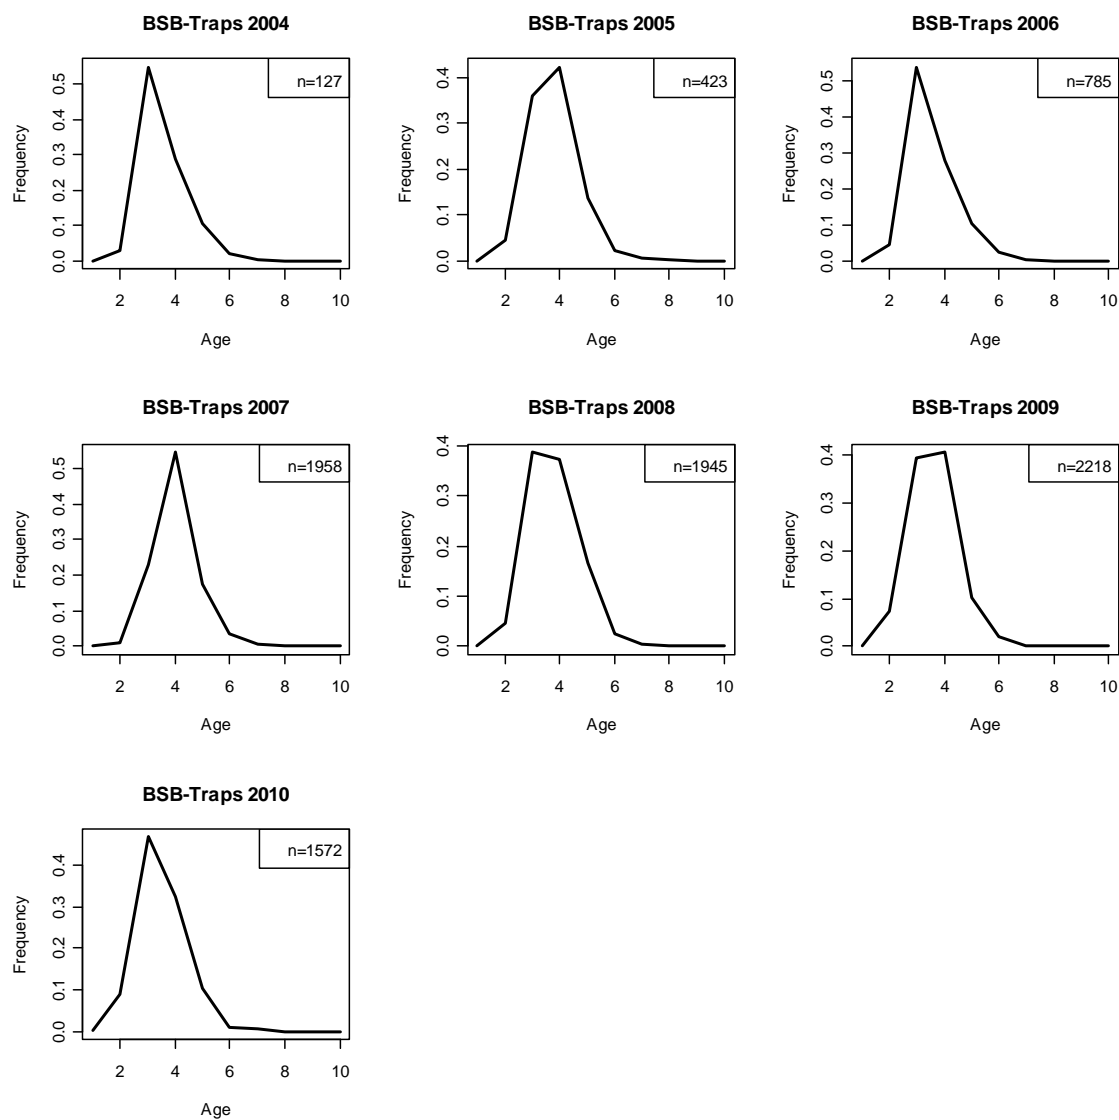 BSB-Traps 2004
n=127
Frequency
0.0 0.1 0.2 0.3 0.4 0.5
2 4 6 8 10
Age
BSB-Traps 2005
n=423
Frequency
0.0 0.1 0.2 0.3 0.4
2 4 6 8 10
Age
BSB-Traps 2006
n=785
Frequency
0.0 0.1 0.2 0.3 0.4 0.5
2 4 6 8 10
Age
BSB-Traps 2007
n=1958
Frequency
0.0 0.1 0.2 0.3 0.4 0.5
2 4 6 8 10
Age
BSB-Traps 2008
n=1945
Frequency
0.0 0.1 0.2 0.3 0.4
2 4 6 8 10
Age
BSB-Traps 2009
n=2218
Frequency
0.0 0.1 0.2 0.3 0.4
2 4 6 8 10
Age
BSB-Traps 2010
n=1572
Frequency
0.0 0.1 0.2 0.3 0.4
2 4 6 8 10
Age